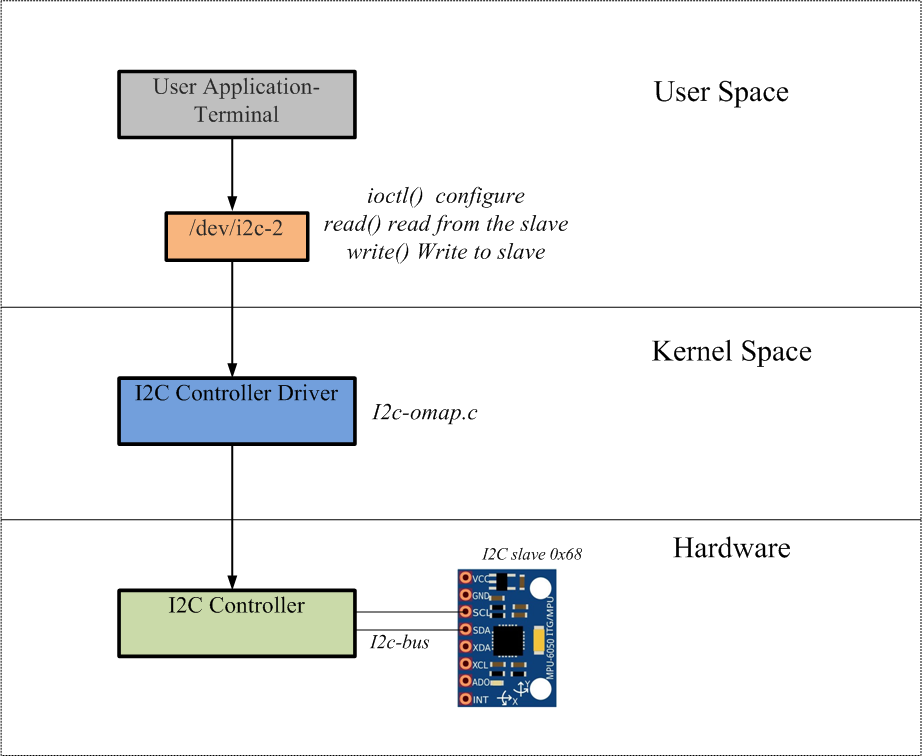 User Application-
Terminal
User Space
/dev/i2c-2
ioctl()  configure
read() read from the slave
write() Write to slave
Kernel Space
I2C Controller Driver
I2c-omap.c
Hardware
I2C slave 0x68
I2C Controller
I2c-bus
VCC
GND
SCL
SDA
XDA
XCL
ADO
INT
MPU-6050 ITG/MPU
Y
X